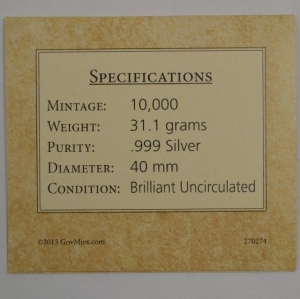 SPECIFICATIONS
MINTAGE: 10,000
WEIGHT: 31.1 grams
PURITY: .999 Silver
DIAMETER: 40 mm
CONDITION: Brilliant Uncirculated
©2015 GovMint.com 270274